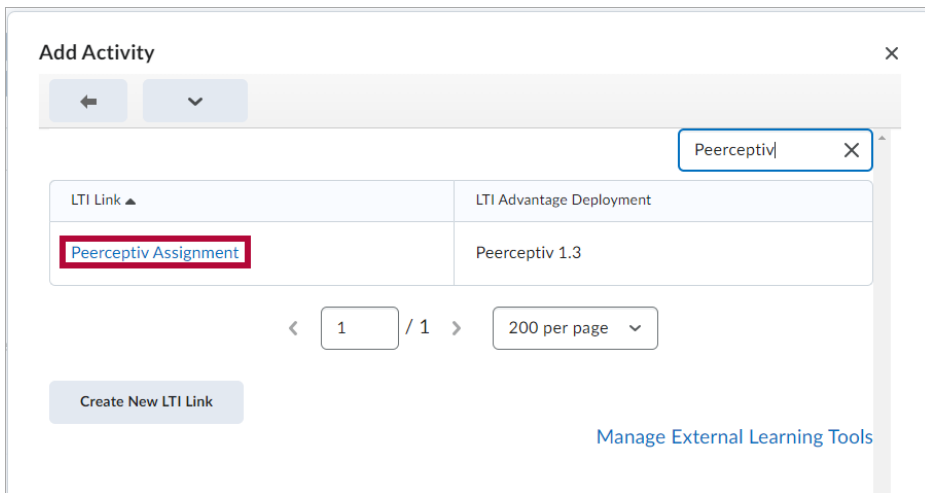 Add Activity
Peerceptiv
LTI Link
LTI Advantage Deployment
Peerceptiv Assignment
Peerceptiv 1.3
1 / 1
200 per page
Create New LTI Link
Manage External Learning Tools